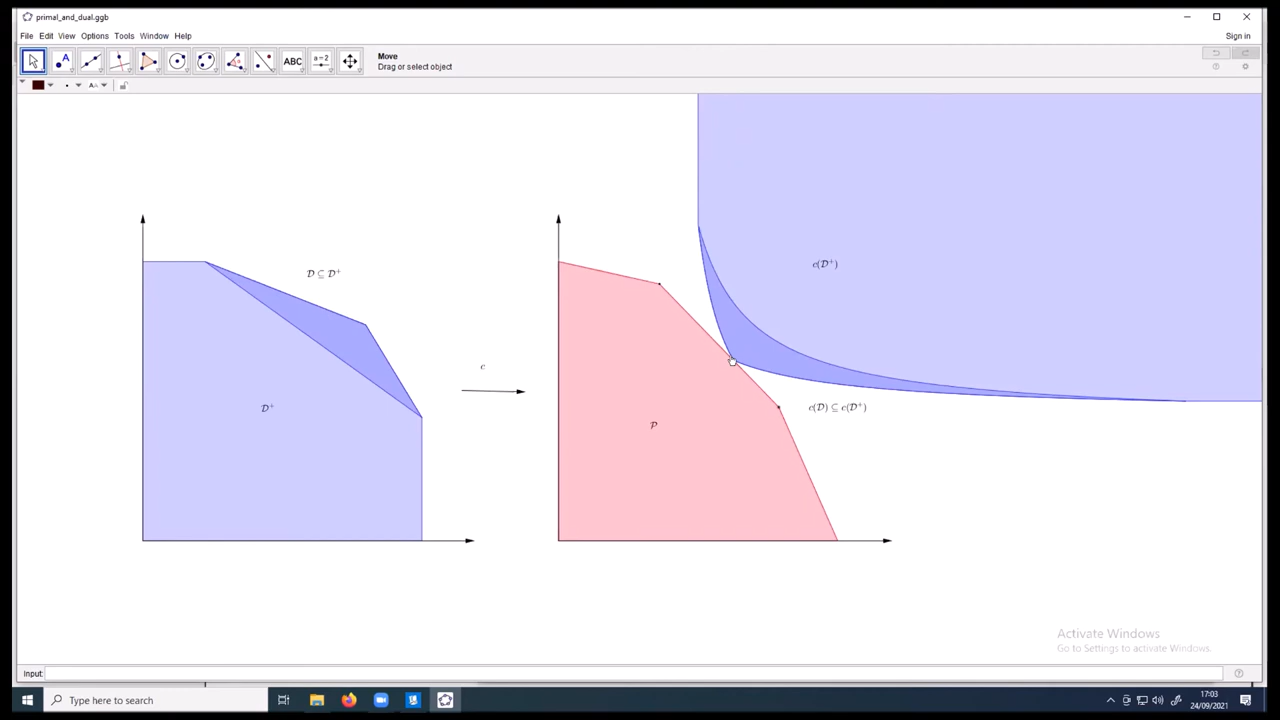 primal_and_dual.ggb
File Edit View Options Tools Window Help
Sign in
A
ABC
a=2
Move
Drag or select object
AA
c(𝒟⁺)
𝒟 ⊆ 𝒟⁺
c
𝒟⁺
c(𝒟) ⊆ c(𝒟⁺)
𝒫
Activate Windows
Go to Settings to activate Windows.
Input:
Type here to search
17:03
24/09/2021